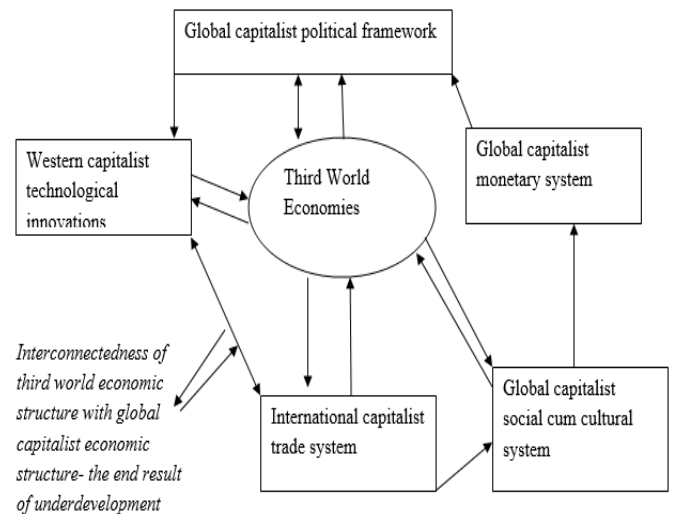 Global capitalist political framework
Western capitalist
technological
innovations
Third World
Economies
Global capitalist
monetary system
Interconnectedness of
third world economic
structure with global
capitalist economic
structure- the end result
of underdevelopment
International capitalist
trade system
Global capitalist
social cum cultural
system